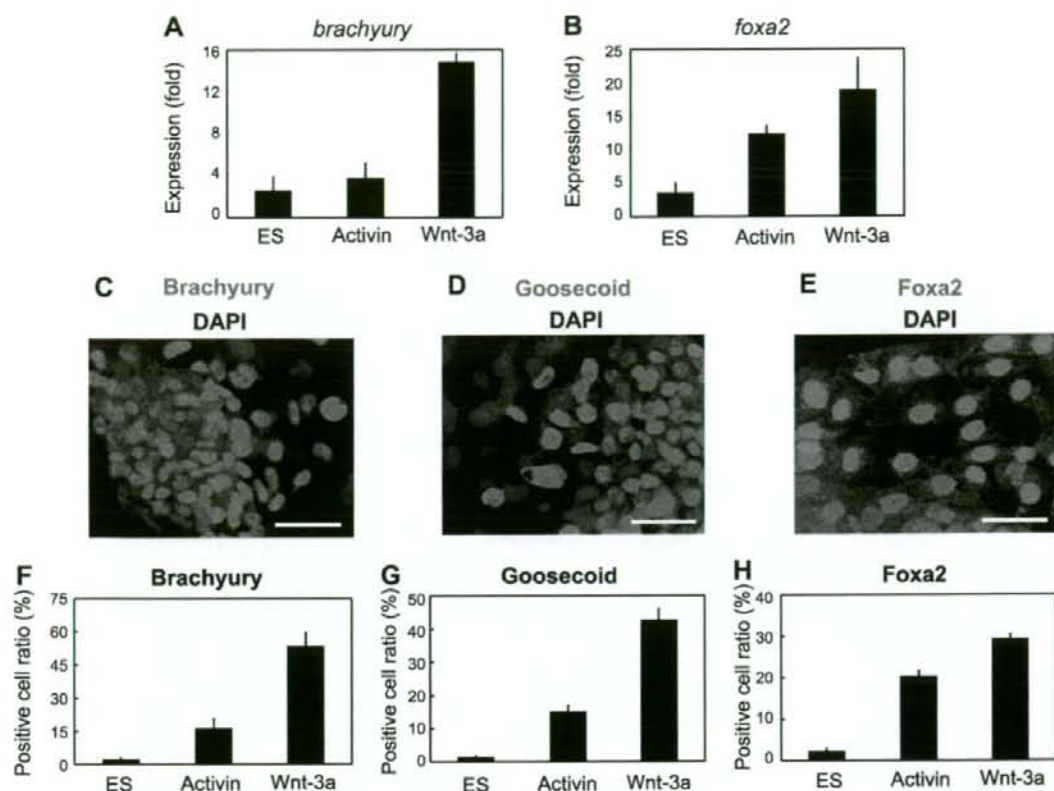 A
brachyury
Expression (fold)
16
12
8
4
0
ES Activin Wnt-3a
B
foxa2
Expression (fold)
25
20
15
10
5
0
ES Activin Wnt-3a
C Brachyury
DAPI
D Goosecoid
DAPI
E Foxa2
DAPI
F Brachyury
Positive cell ratio (%)
75
60
45
30
15
0
ES Activin Wnt-3a
G Goosecoid
Positive cell ratio (%)
50
40
30
20
10
0
ES Activin Wnt-3a
H Foxa2
Positive cell ratio (%)
40
30
20
10
0
ES Activin Wnt-3a